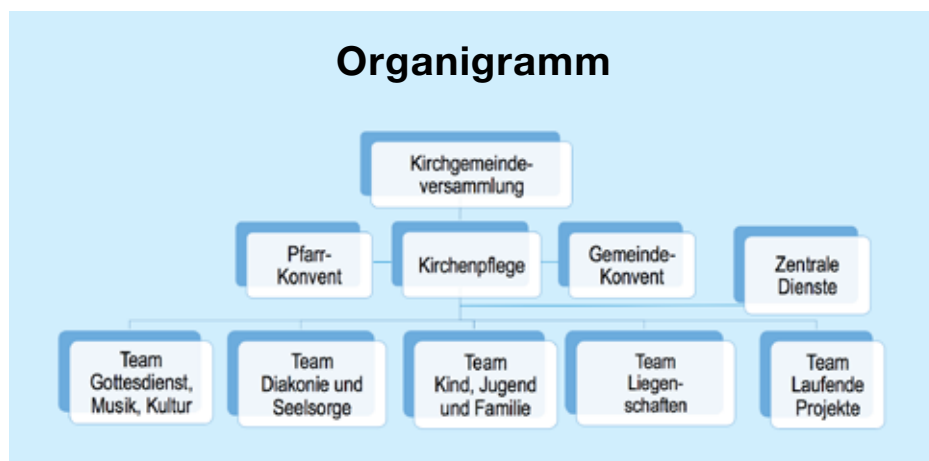 Organigramm
Kirchgemeinde-
versammlung
Pfarr-
Konvent
Kirchenpflege
Gemeinde-
Konvent
Zentrale
Dienste
Team
Gottesdienst,
Musik, Kultur
Team
Diakonie und
Seelsorge
Team
Kind, Jugend
und Familie
Team
Liegen-
schaften
Team
Laufende
Projekte